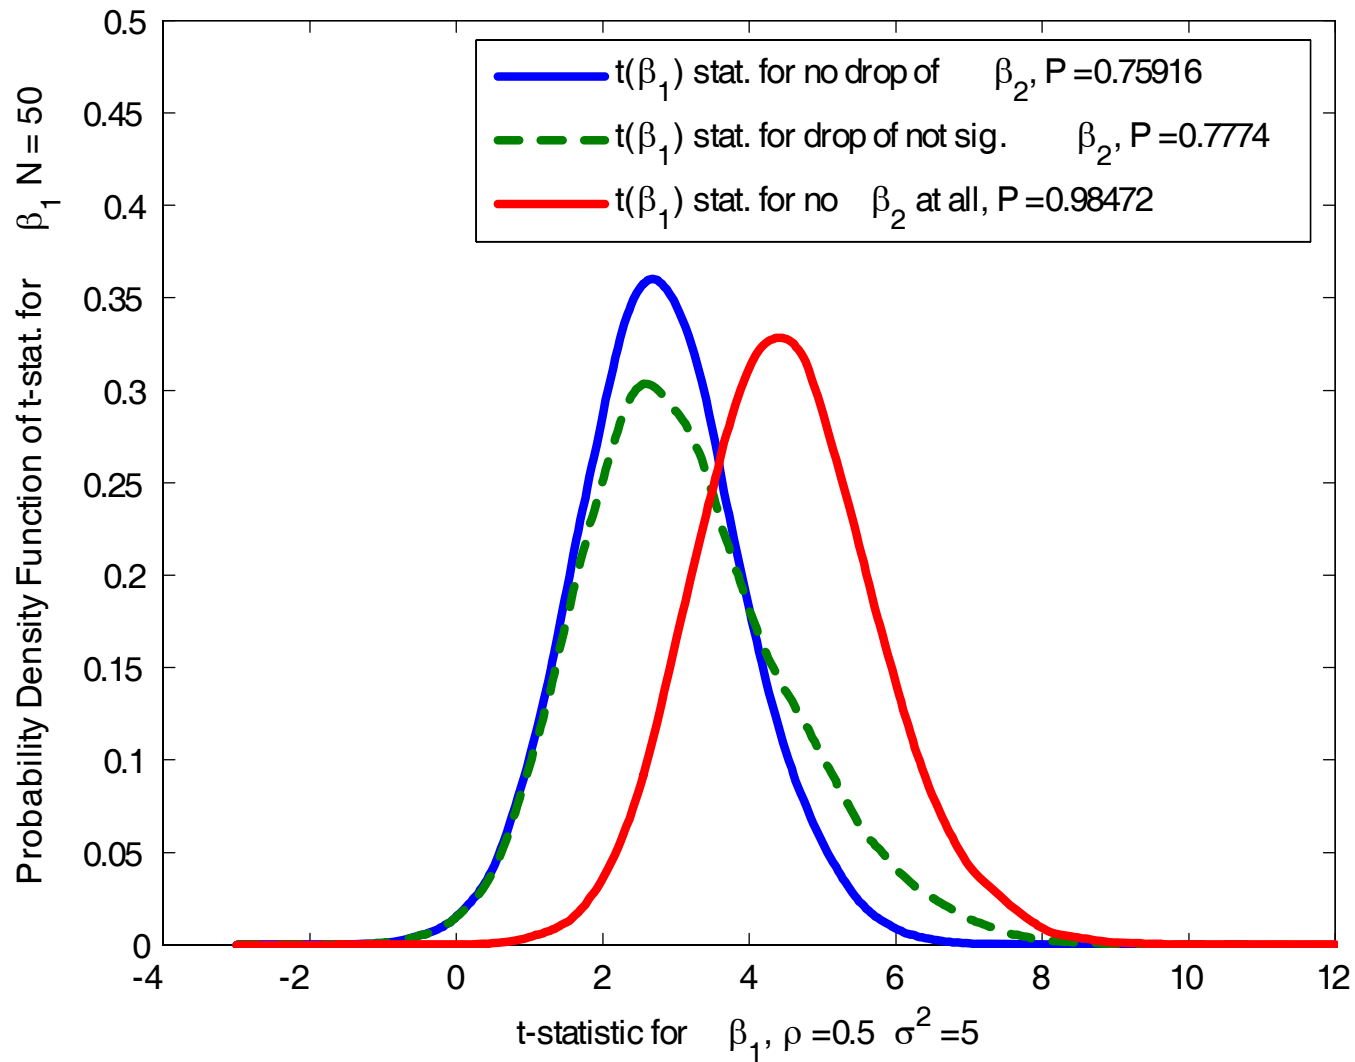 0.5
0.45
0.4
0.35
0.3
0.25
0.2
0.15
0.1
0.05
0
-4 -2 0 2 4 6 8 10 12
Probability Density Function of t-stat. for β₁ N = 50
t(β₁) stat. for no drop of β₂, P =0.75916
t(β₁) stat. for drop of not sig. β₂, P =0.7774
t(β₁) stat. for no β₂ at all, P =0.98472
t-statistic for β₁, ρ =0.5 σ² =5